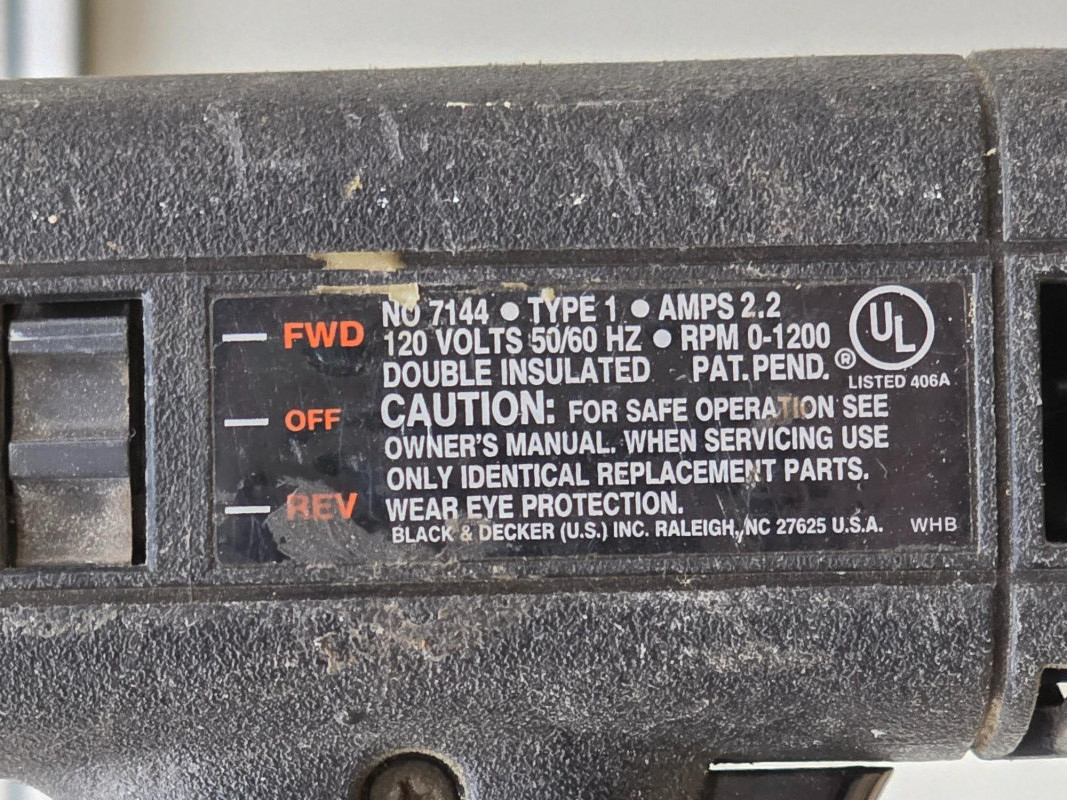 FWD
OFF
REV
NO 7144 • TYPE 1 • AMPS 2.2
120 VOLTS 50/60 HZ • RPM 0-1200
DOUBLE INSULATED PAT. PEND.
CAUTION: FOR SAFE OPERATION SEE
OWNER'S MANUAL. WHEN SERVICING USE
ONLY IDENTICAL REPLACEMENT PARTS.
WEAR EYE PROTECTION.
BLACK & DECKER (U.S.) INC. RALEIGH, NC 27625 U.S.A. WHB
UL ®
LISTED 406A